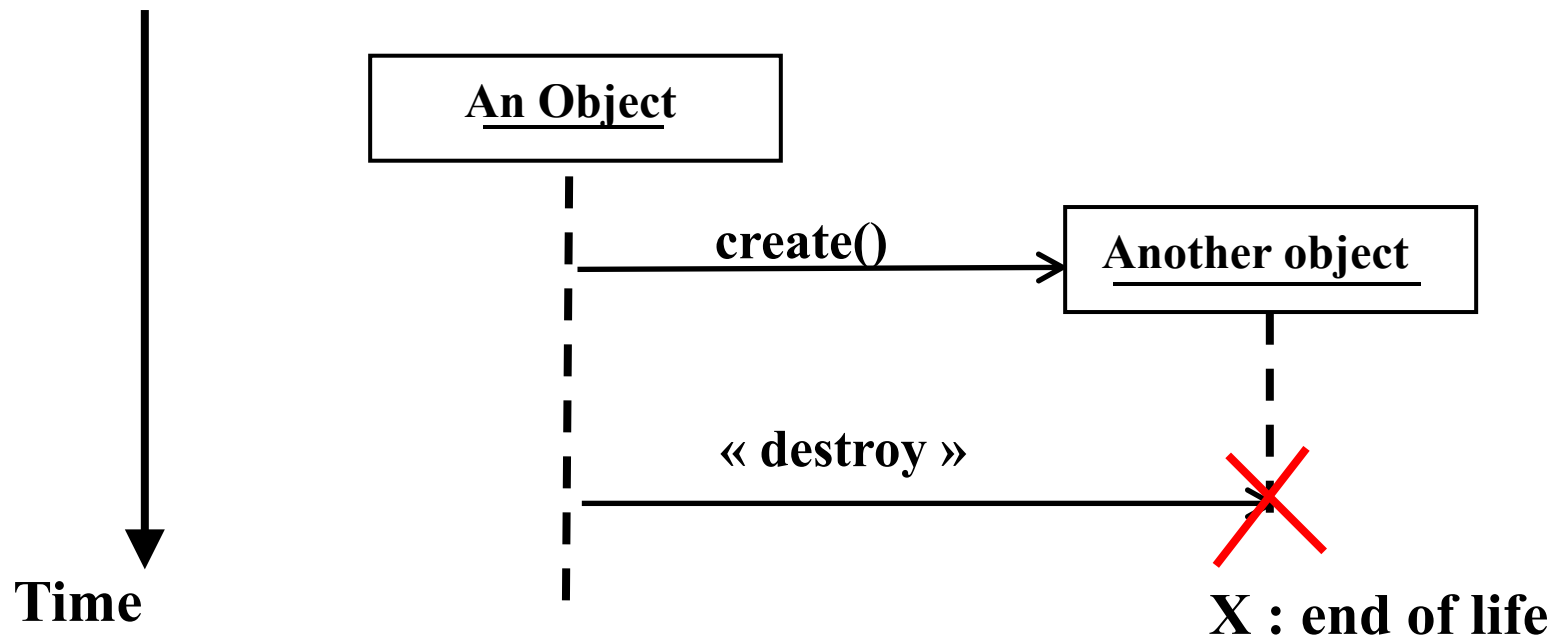 An Object
create()
Another object
« destroy »
Time
X : end of life